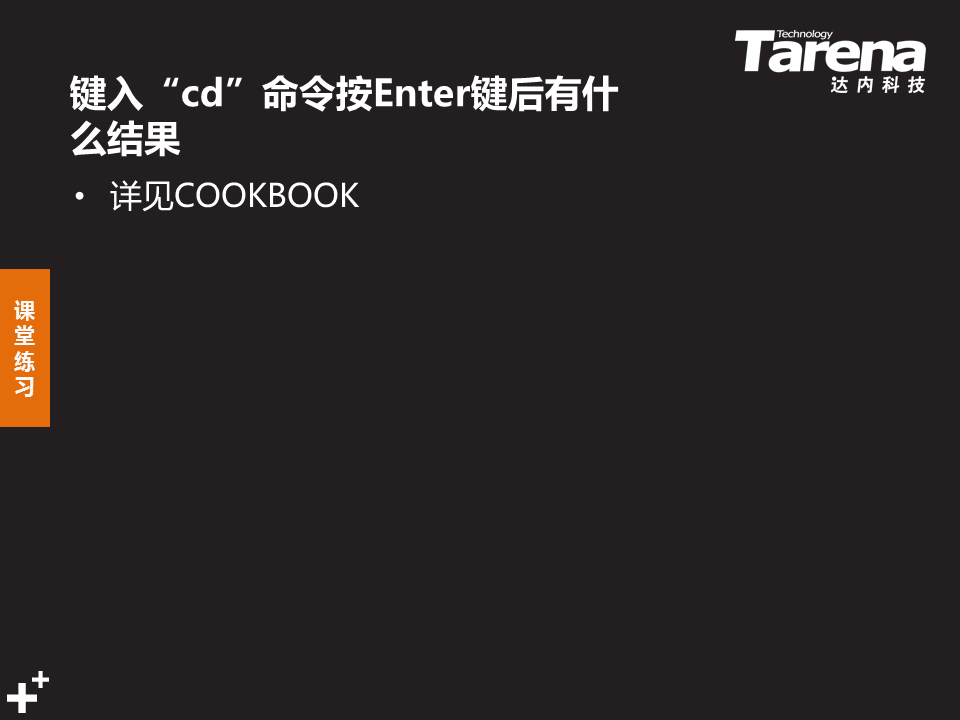 Technology
Tarena
达内科技
键入“cd”命令按Enter键后有什
么结果
• 详见COOKBOOK
课
堂
练
习